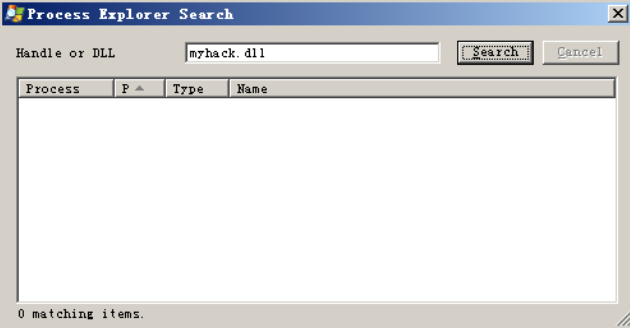 Process Explorer Search
Handle or DLL myhack.dll Search Cancel
Process P Type Name
0 matching items.